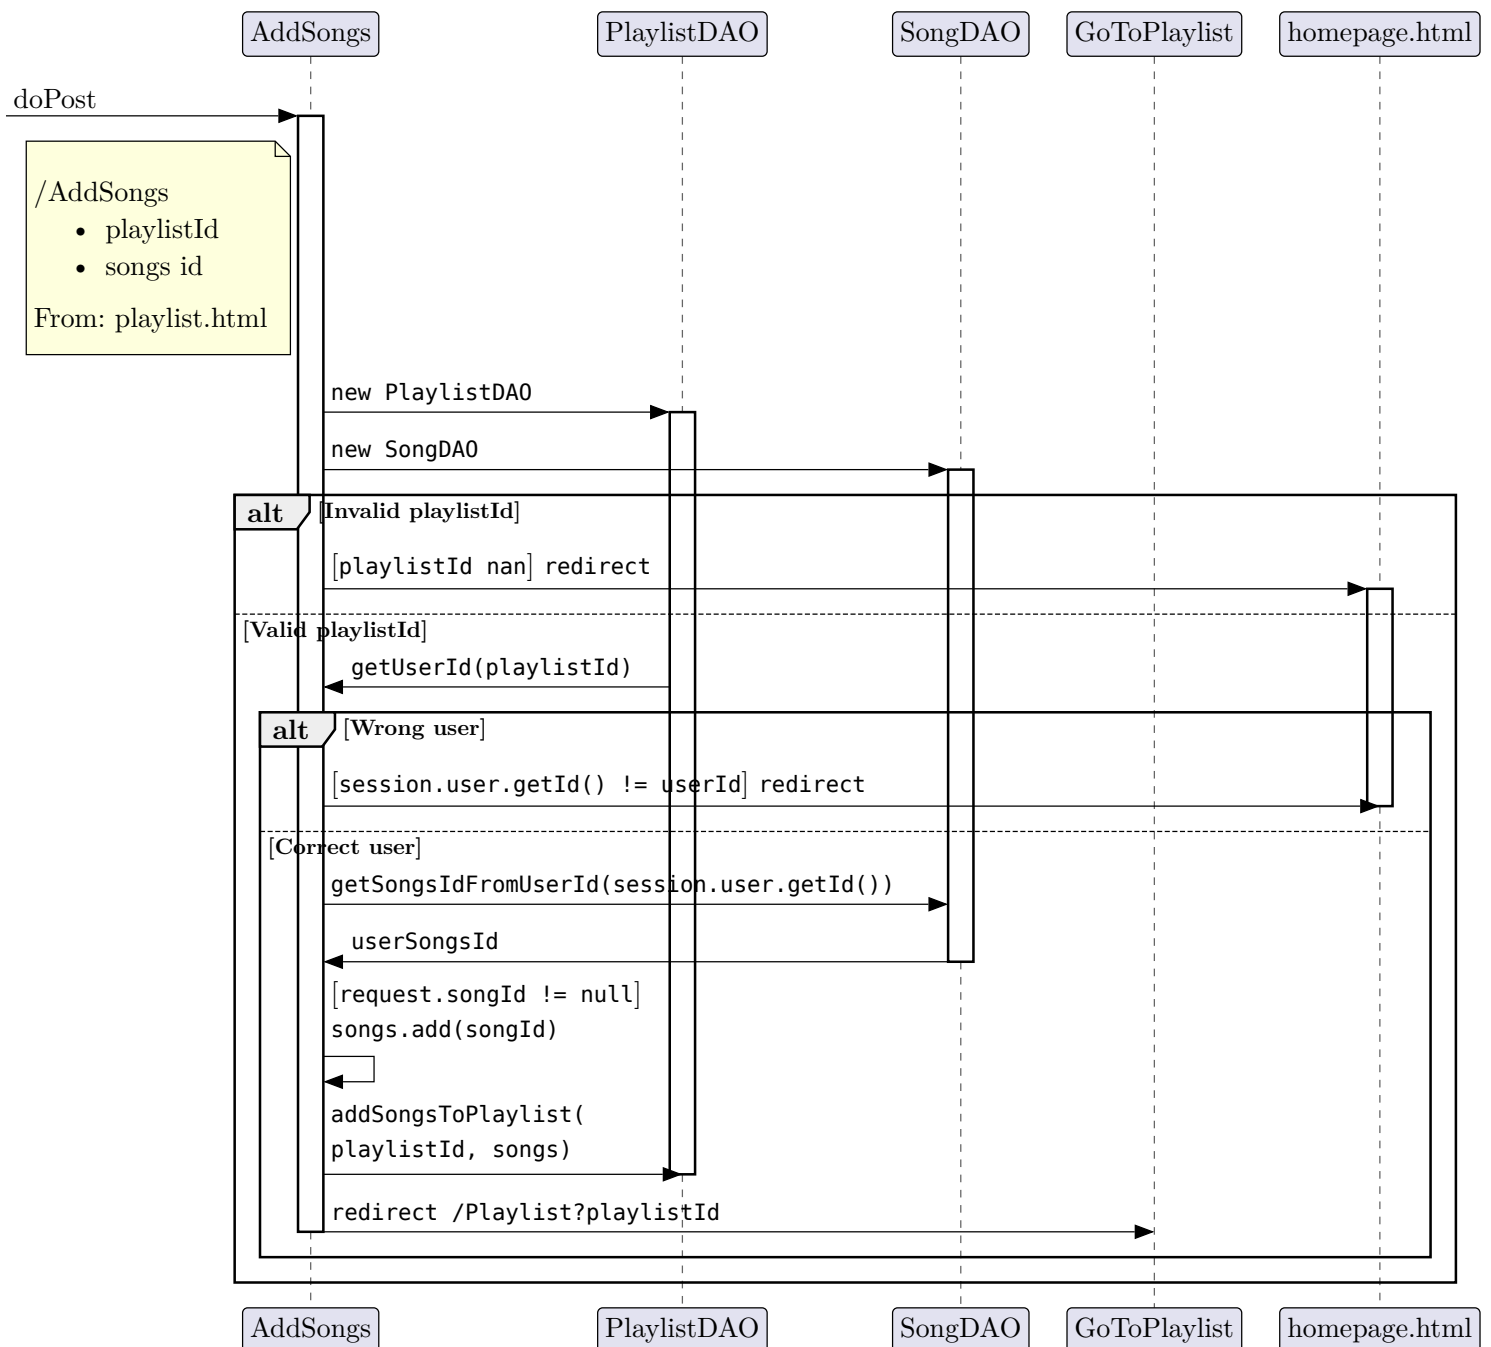 AddSongs PlaylistDAO SongDAO GoToPlaylist homepage.html
doPost
/AddSongs
• playlistId
• songs id
From: playlist.html
new PlaylistDAO
new SongDAO
alt [Invalid playlistId]
[playlistId nan] redirect
[Valid playlistId]
getUserId(playlistId)
alt [Wrong user]
[session.user.getId() != userId] redirect
[Correct user]
getSongsIdFromUserId(session.user.getId())
userSongsId
[request.songId != null]
songs.add(songId)
addSongsToPlaylist(
playlistId, songs)
redirect /Playlist?playlistId
AddSongs PlaylistDAO SongDAO GoToPlaylist homepage.html